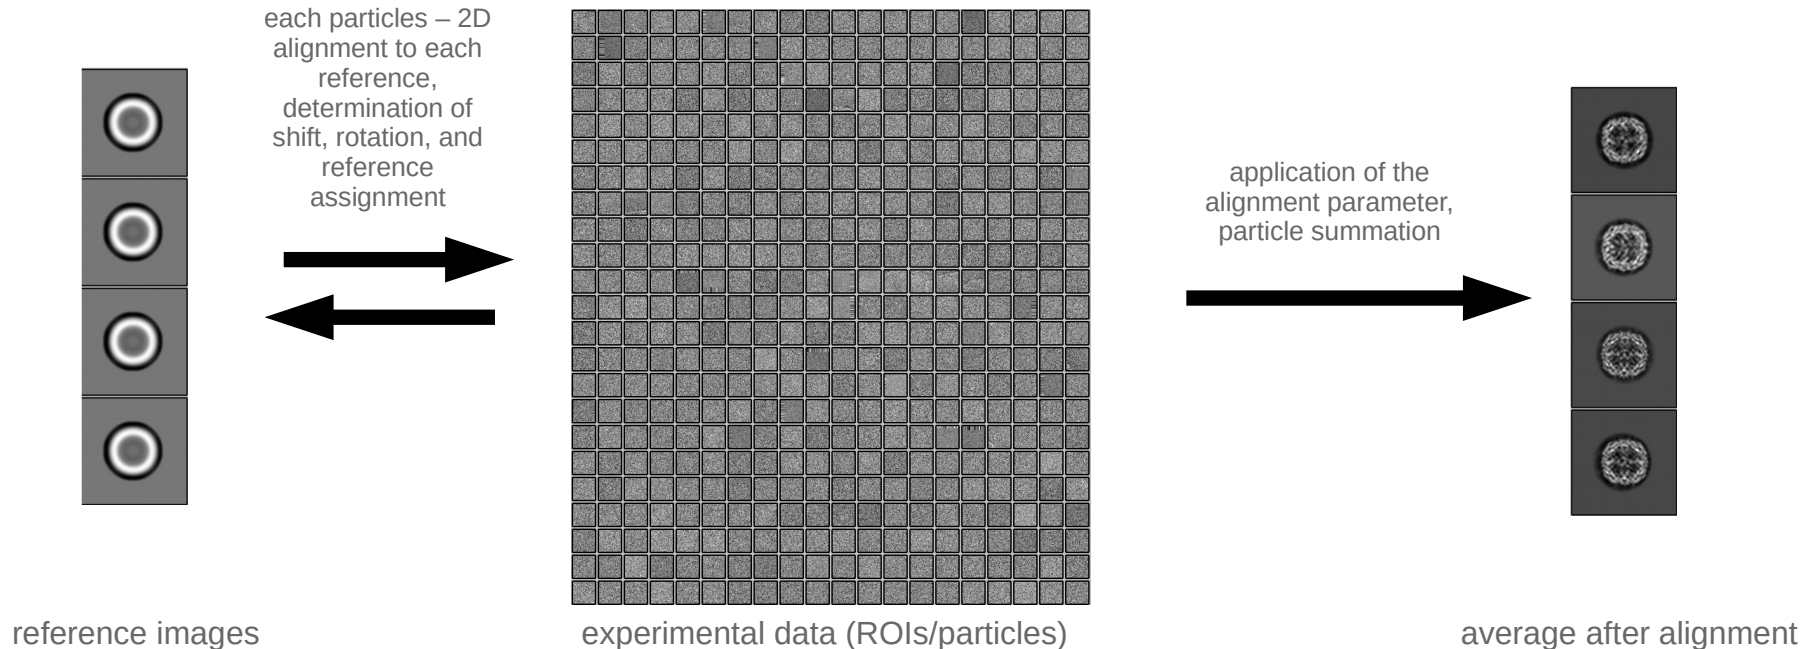 each particles – 2D
alignment to each
reference,
determination of
shift, rotation, and
reference
assignment
application of the
alignment parameter,
particle summation
reference images
experimental data (ROIs/particles)
average after alignment